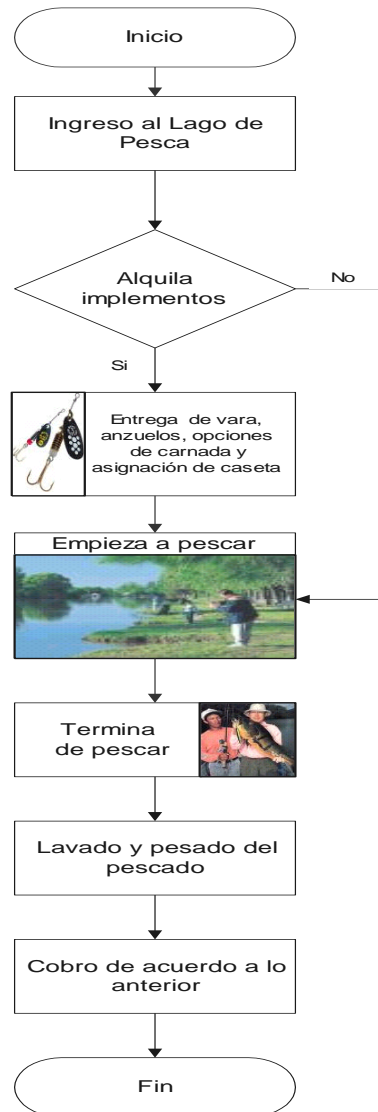 Inicio
Ingreso al Lago de
Pesca
Alquila
implementos
No
Si
Entrega de vara,
anzuelos, opciones
de carnada y
asignación de caseta
Empieza a pescar
Termina
de pescar
Lavado y pesado del
pescado
Cobro de acuerdo a lo
anterior
Fin